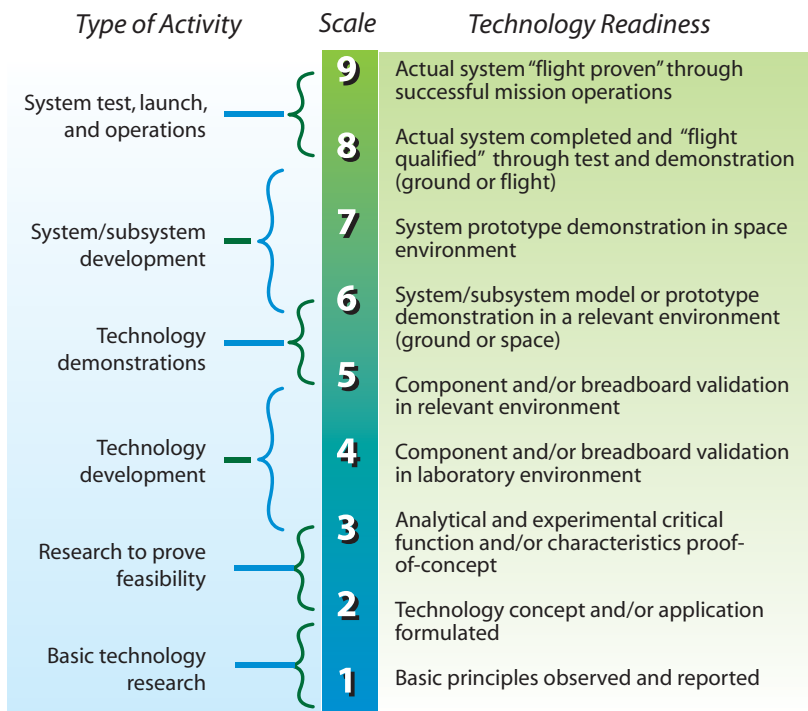 Type of Activity
Scale
Technology Readiness
System test, launch,
and operations
System/subsystem
development
Technology
demonstrations
Technology
development
Research to prove
feasibility
Basic technology
research
9
8
7
6
5
4
3
2
1
Actual system “flight proven” through
successful mission operations
Actual system completed and “flight
qualified” through test and demonstration
(ground or flight)
System prototype demonstration in space
environment
System/subsystem model or prototype
demonstration in a relevant environment
(ground or space)
Component and/or breadboard validation
in relevant environment
Component and/or breadboard validation
in laboratory environment
Analytical and experimental critical
function and/or characteristics proof-
of-concept
Technology concept and/or application
formulated
Basic principles observed and reported